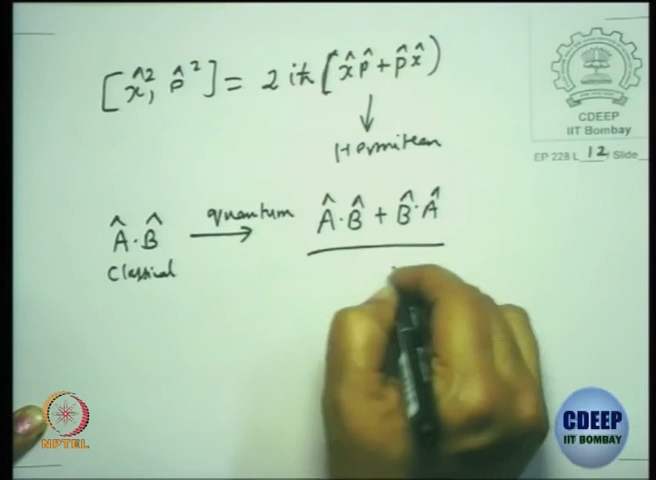 [x̂², p̂²] = 2iħ[x̂p̂ + p̂x̂)
↓
Hermitean
Â·B̂ → quantum Â·B̂ + B̂·Â
Classical
CDEEP
IIT Bombay
EP 228 L 12 Slide
NPTEL
CDEEP
IIT BOMBAY